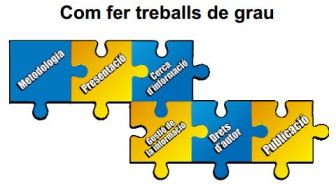 Com fer treballs de grau
Metodologia
Presentació
Cerca
d'informació
Gestió de
la informació
Drets
d'autor
Publicació